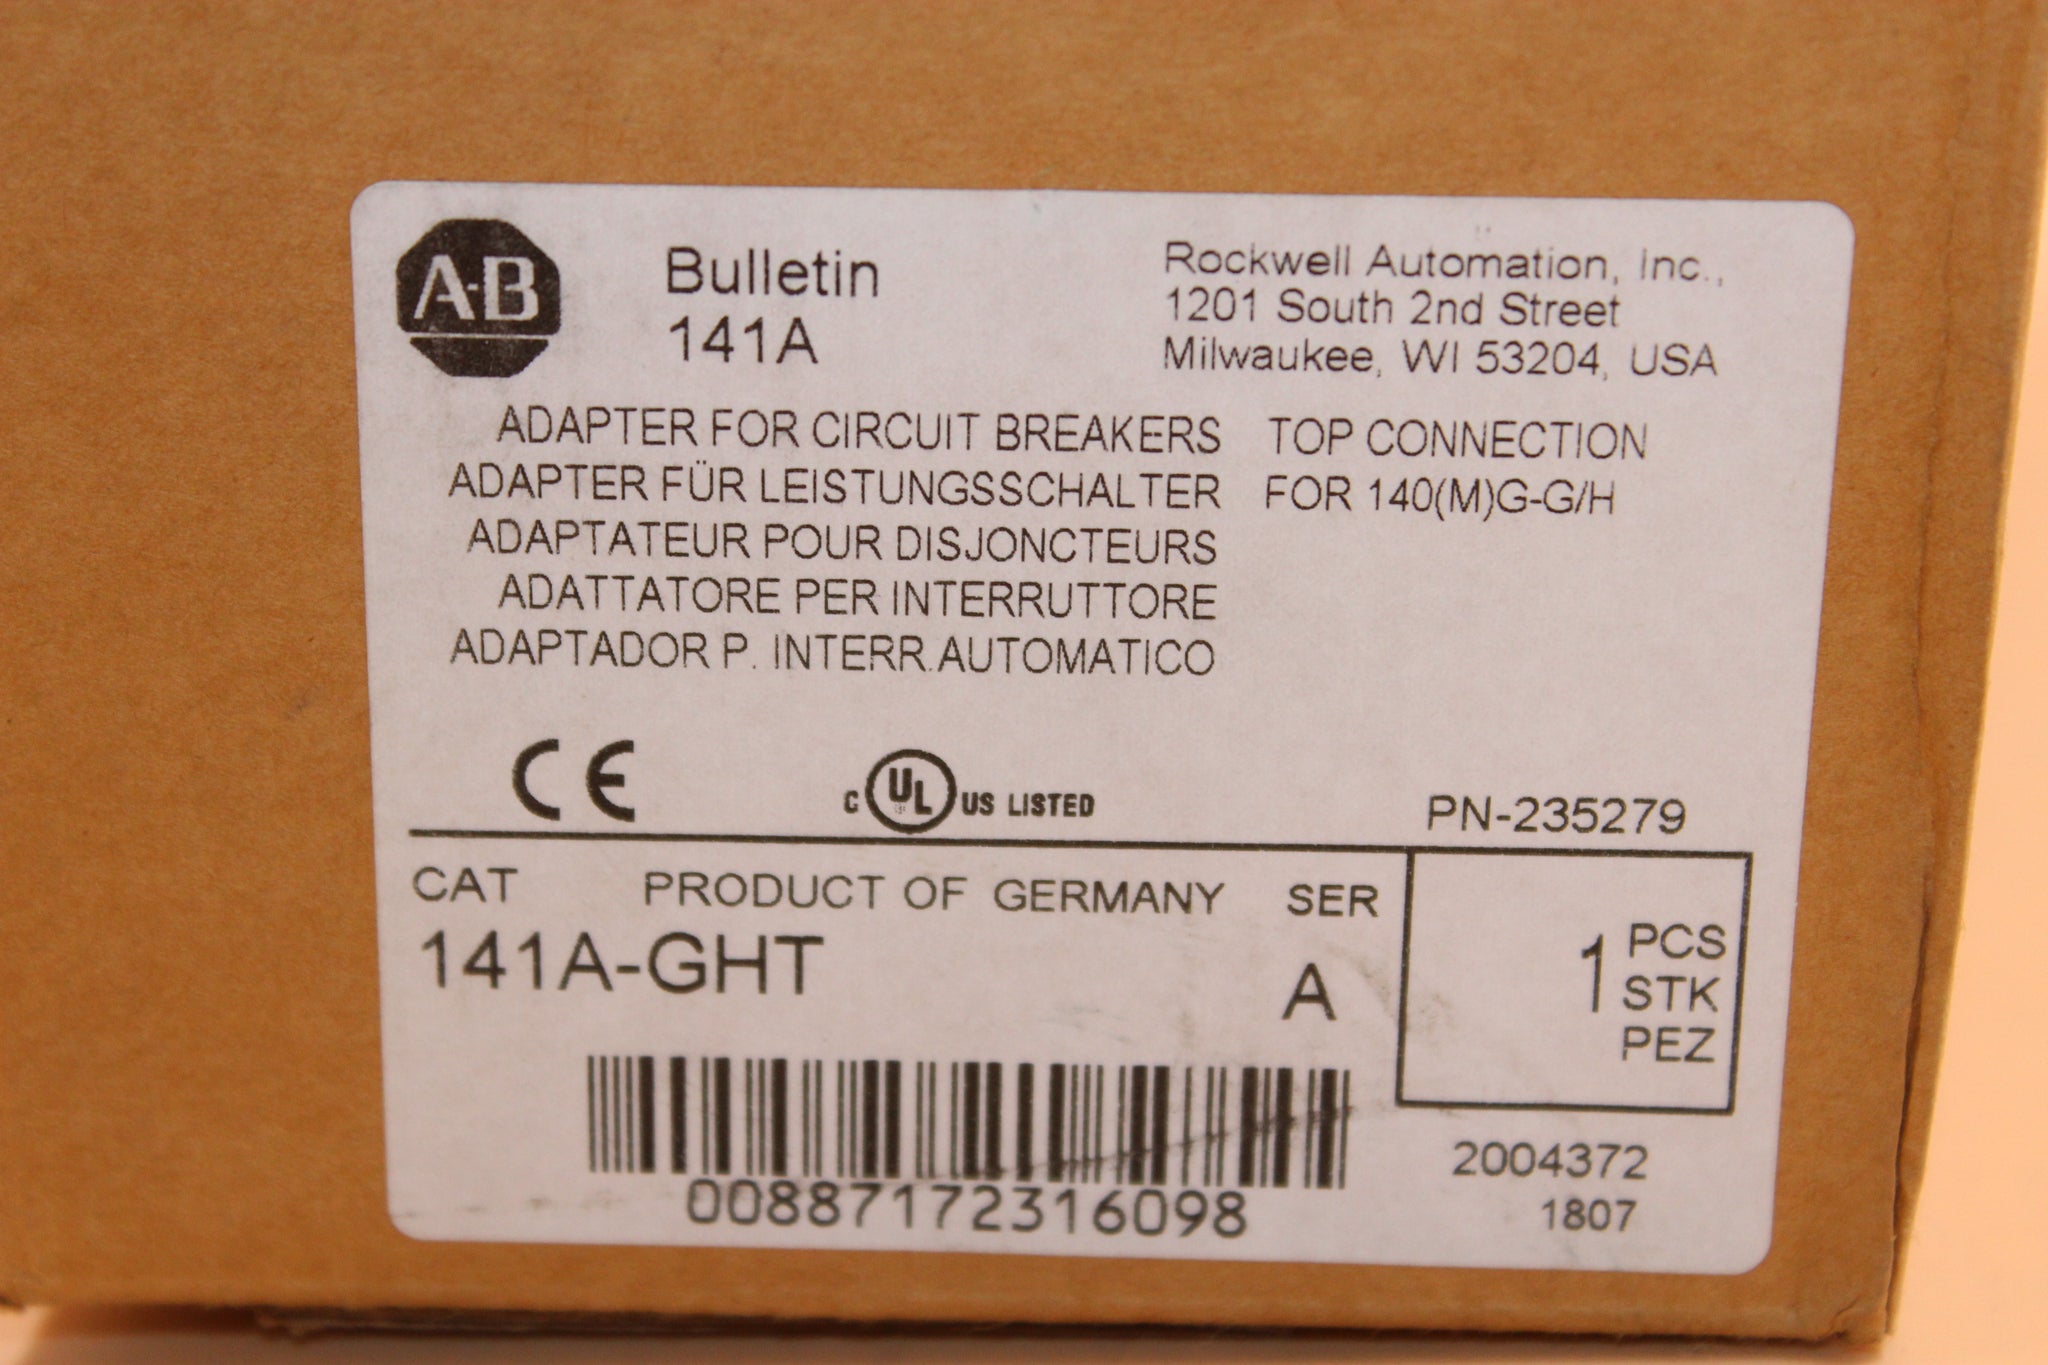 A-B
Bulletin
141A
Rockwell Automation, Inc.,
1201 South 2nd Street
Milwaukee, WI 53204, USA
ADAPTER FOR CIRCUIT BREAKERS
ADAPTER FÜR LEISTUNGSSCHALTER
ADAPTATEUR POUR DISJONCTEURS
ADATTATORE PER INTERRUTTORE
ADAPTADOR P. INTERR.AUTOMATICO
TOP CONNECTION
FOR 140(M)G-G/H
CE
C UL US LISTED
PN-235279
CAT PRODUCT OF GERMANY SER
141A-GHT A
1 PCS
STK
PEZ
00887172316098
2004372
1807